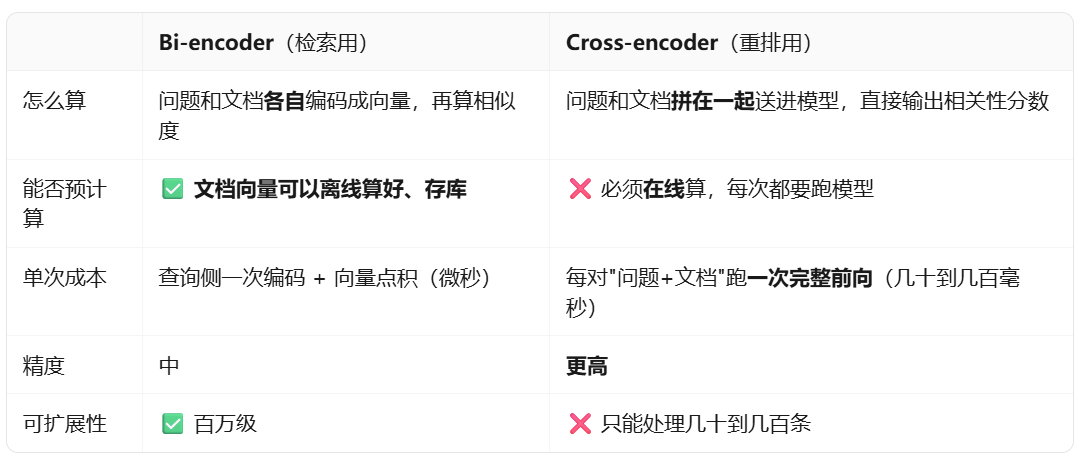 Bi-encoder（检索用）
Cross-encoder（重排用）
怎么算
问题和文档各自编码成向量，再算相似
度
问题和文档拼在一起送进模型，直接输出相关性分数
能否预计
算
✅ 文档向量可以离线算好、存库
❌ 必须在线算，每次都要跑模型
单次成本
查询侧一次编码 + 向量点积（微秒）
每对"问题+文档"跑一次完整前向（几十到几百毫
秒）
精度
中
更高
可扩展性
✅ 百万级
❌ 只能处理几十到几百条